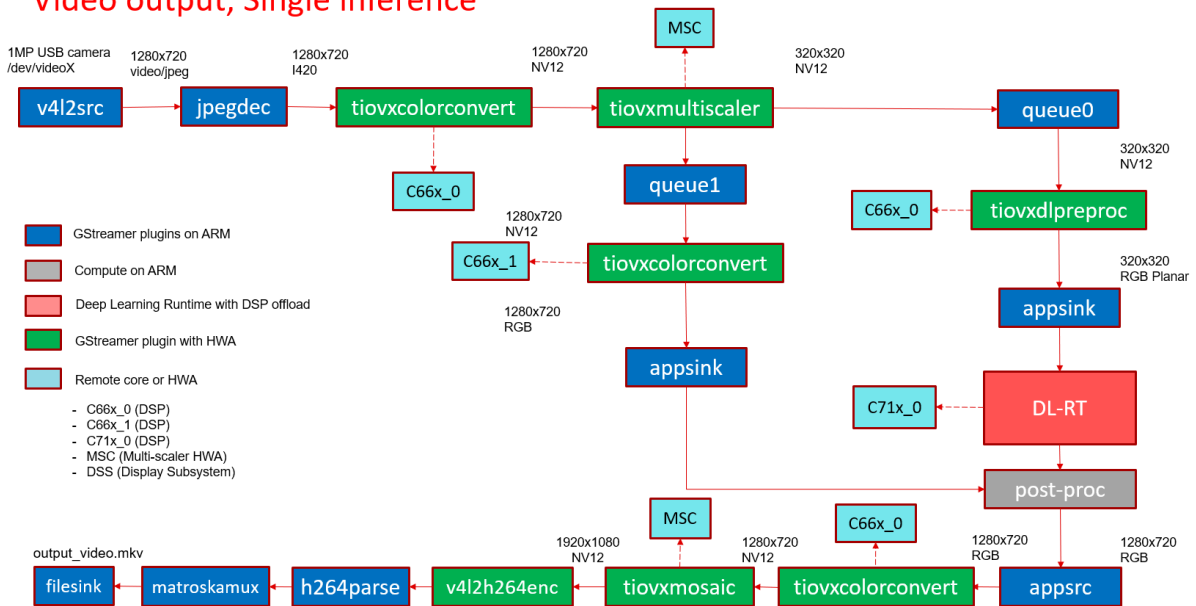 Video output, Single Inference
MSC
1MP USB camera
/dev/videoX
1280x720
video/jpeg
1280x720
I420
1280x720
NV12
320x320
NV12
v4l2src
jpegdec
tiovxcolorconvert
tiovxmultiscaler
queue0
320x320
NV12
C66x_0
queue1
C66x_0
tiovxdlpreproc
1280x720
NV12
GStreamer plugins on ARM
C66x_1
tiovxcolorconvert
320x320
RGB Planar
Compute on ARM
Deep Learning Runtime with DSP offload
1280x720
RGB
appsink
GStreamer plugin with HWA
appsink
Remote core or HWA
- C66x_0 (DSP)
- C66x_1 (DSP)
- C71x_0 (DSP)
- MSC (Multi-scaler HWA)
- DSS (Display Subsystem)
C71x_0
DL-RT
post-proc
MSC
C66x_0
output_video.mkv
1920x1080
NV12
1280x720
NV12
1280x720
RGB
1280x720
RGB
filesink
matroskamux
h264parse
v4l2h264enc
tiovxmosaic
tiovxcolorconvert
appsrc